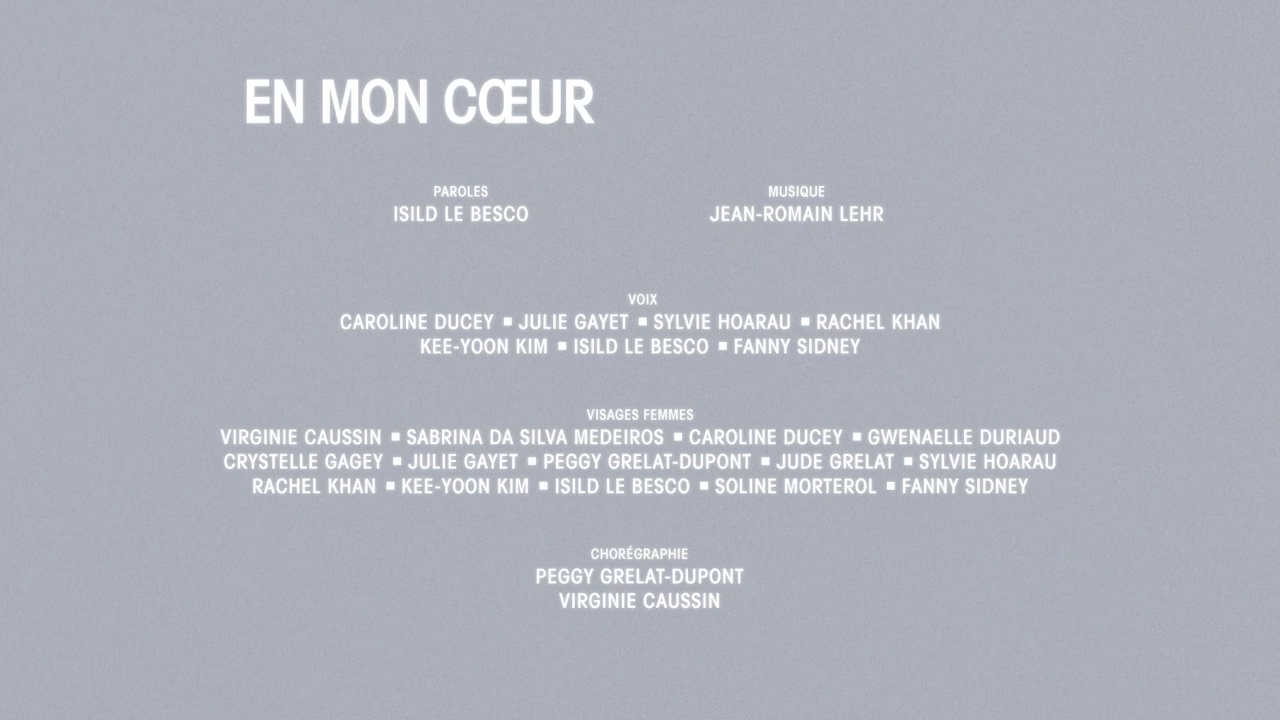 EN MON CŒUR
PAROLES
ISILD LE BESCO
MUSIQUE
JEAN-ROMAIN LEHR
VOIX
CAROLINE DUCEY ▪ JULIE GAYET ▪ SYLVIE HOARAU ▪ RACHEL KHAN
KEE-YOON KIM ▪ ISILD LE BESCO ▪ FANNY SIDNEY
VISAGES FEMMES
VIRGINIE CAUSSIN ▪ SABRINA DA SILVA MEDEIROS ▪ CAROLINE DUCEY ▪ GWENAELLE DURIAUD
CRYSTELLE GAGEY ▪ JULIE GAYET ▪ PEGGY GRELAT-DUPONT ▪ JUDE GRELAT ▪ SYLVIE HOARAU
RACHEL KHAN ▪ KEE-YOON KIM ▪ ISILD LE BESCO ▪ SOLINE MORTEROL ▪ FANNY SIDNEY
CHORÉGRAPHIE
PEGGY GRELAT-DUPONT
VIRGINIE CAUSSIN